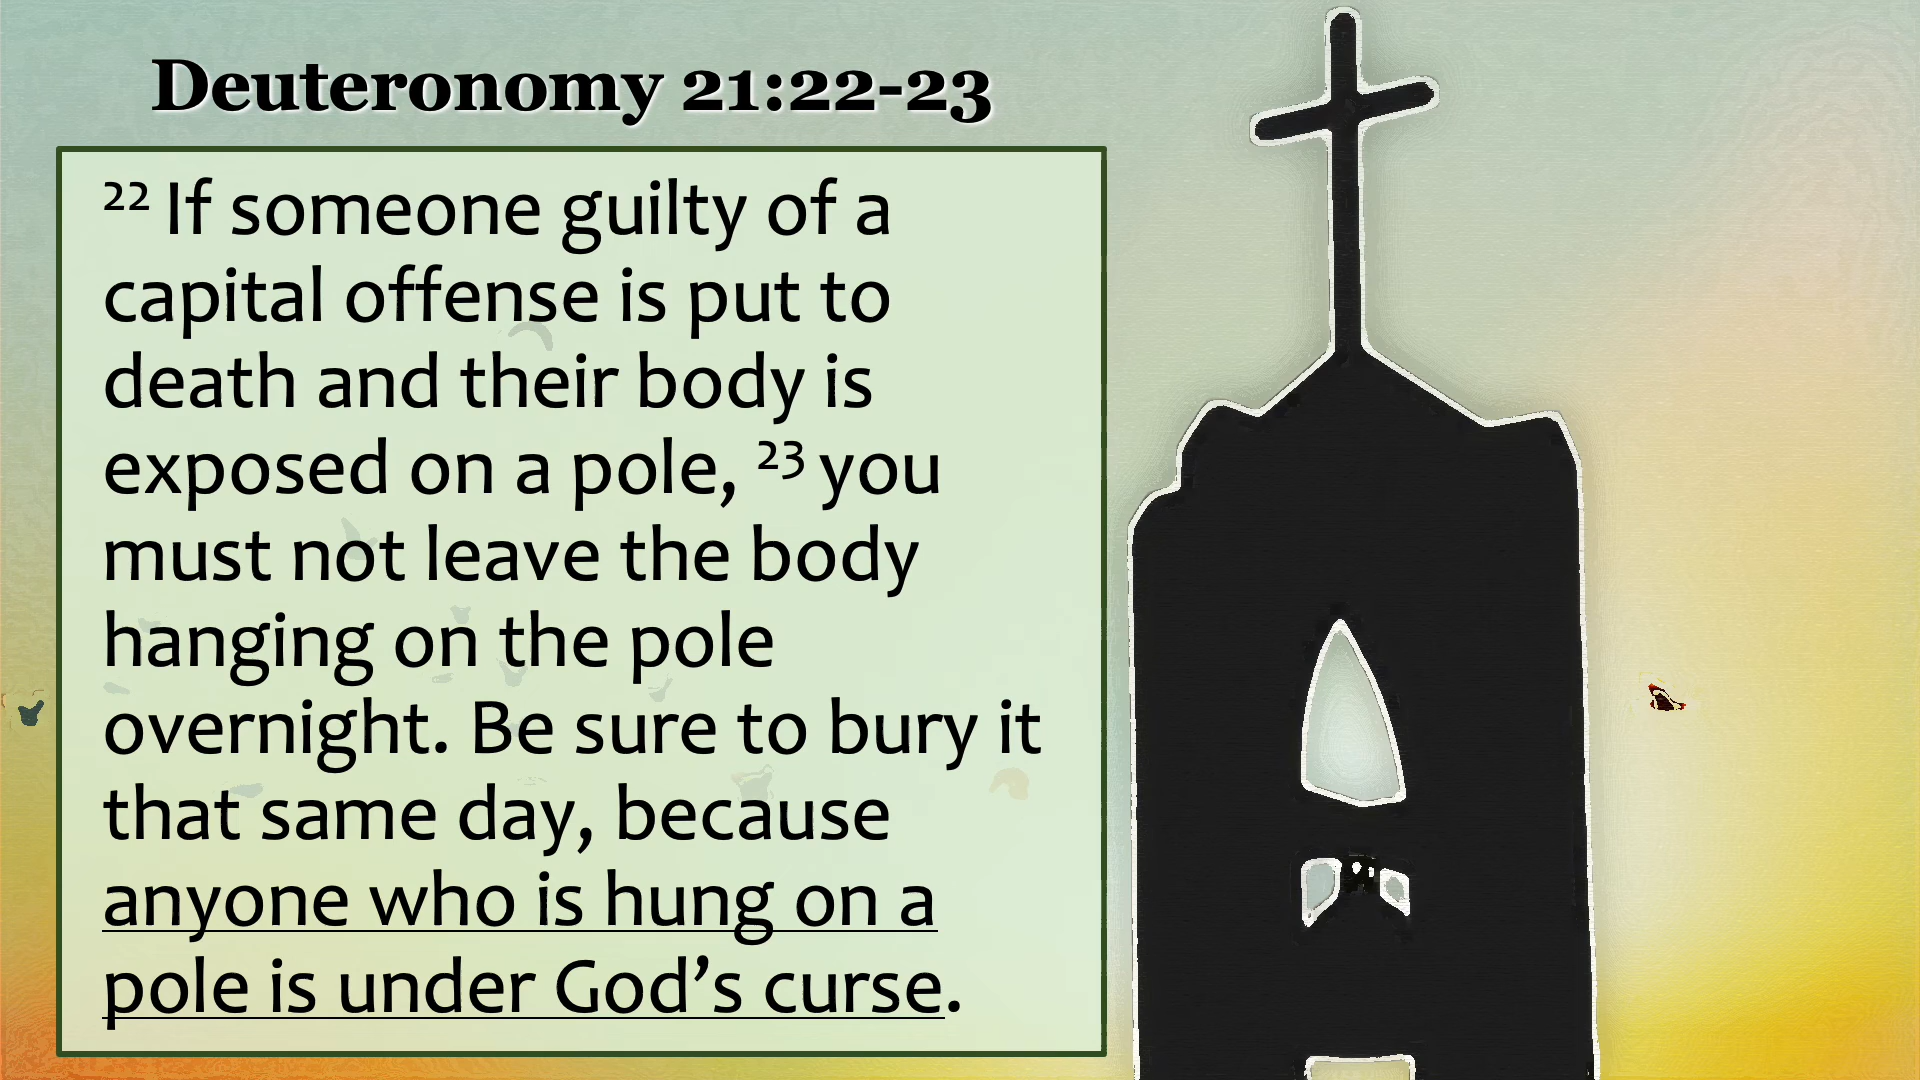 Deuteronomy 21:22-23
22 If someone guilty of a
capital offense is put to
death and their body is
exposed on a pole, 23 you
must not leave the body
hanging on the pole
overnight. Be sure to bury it
that same day, because
anyone who is hung on a
pole is under God’s curse.